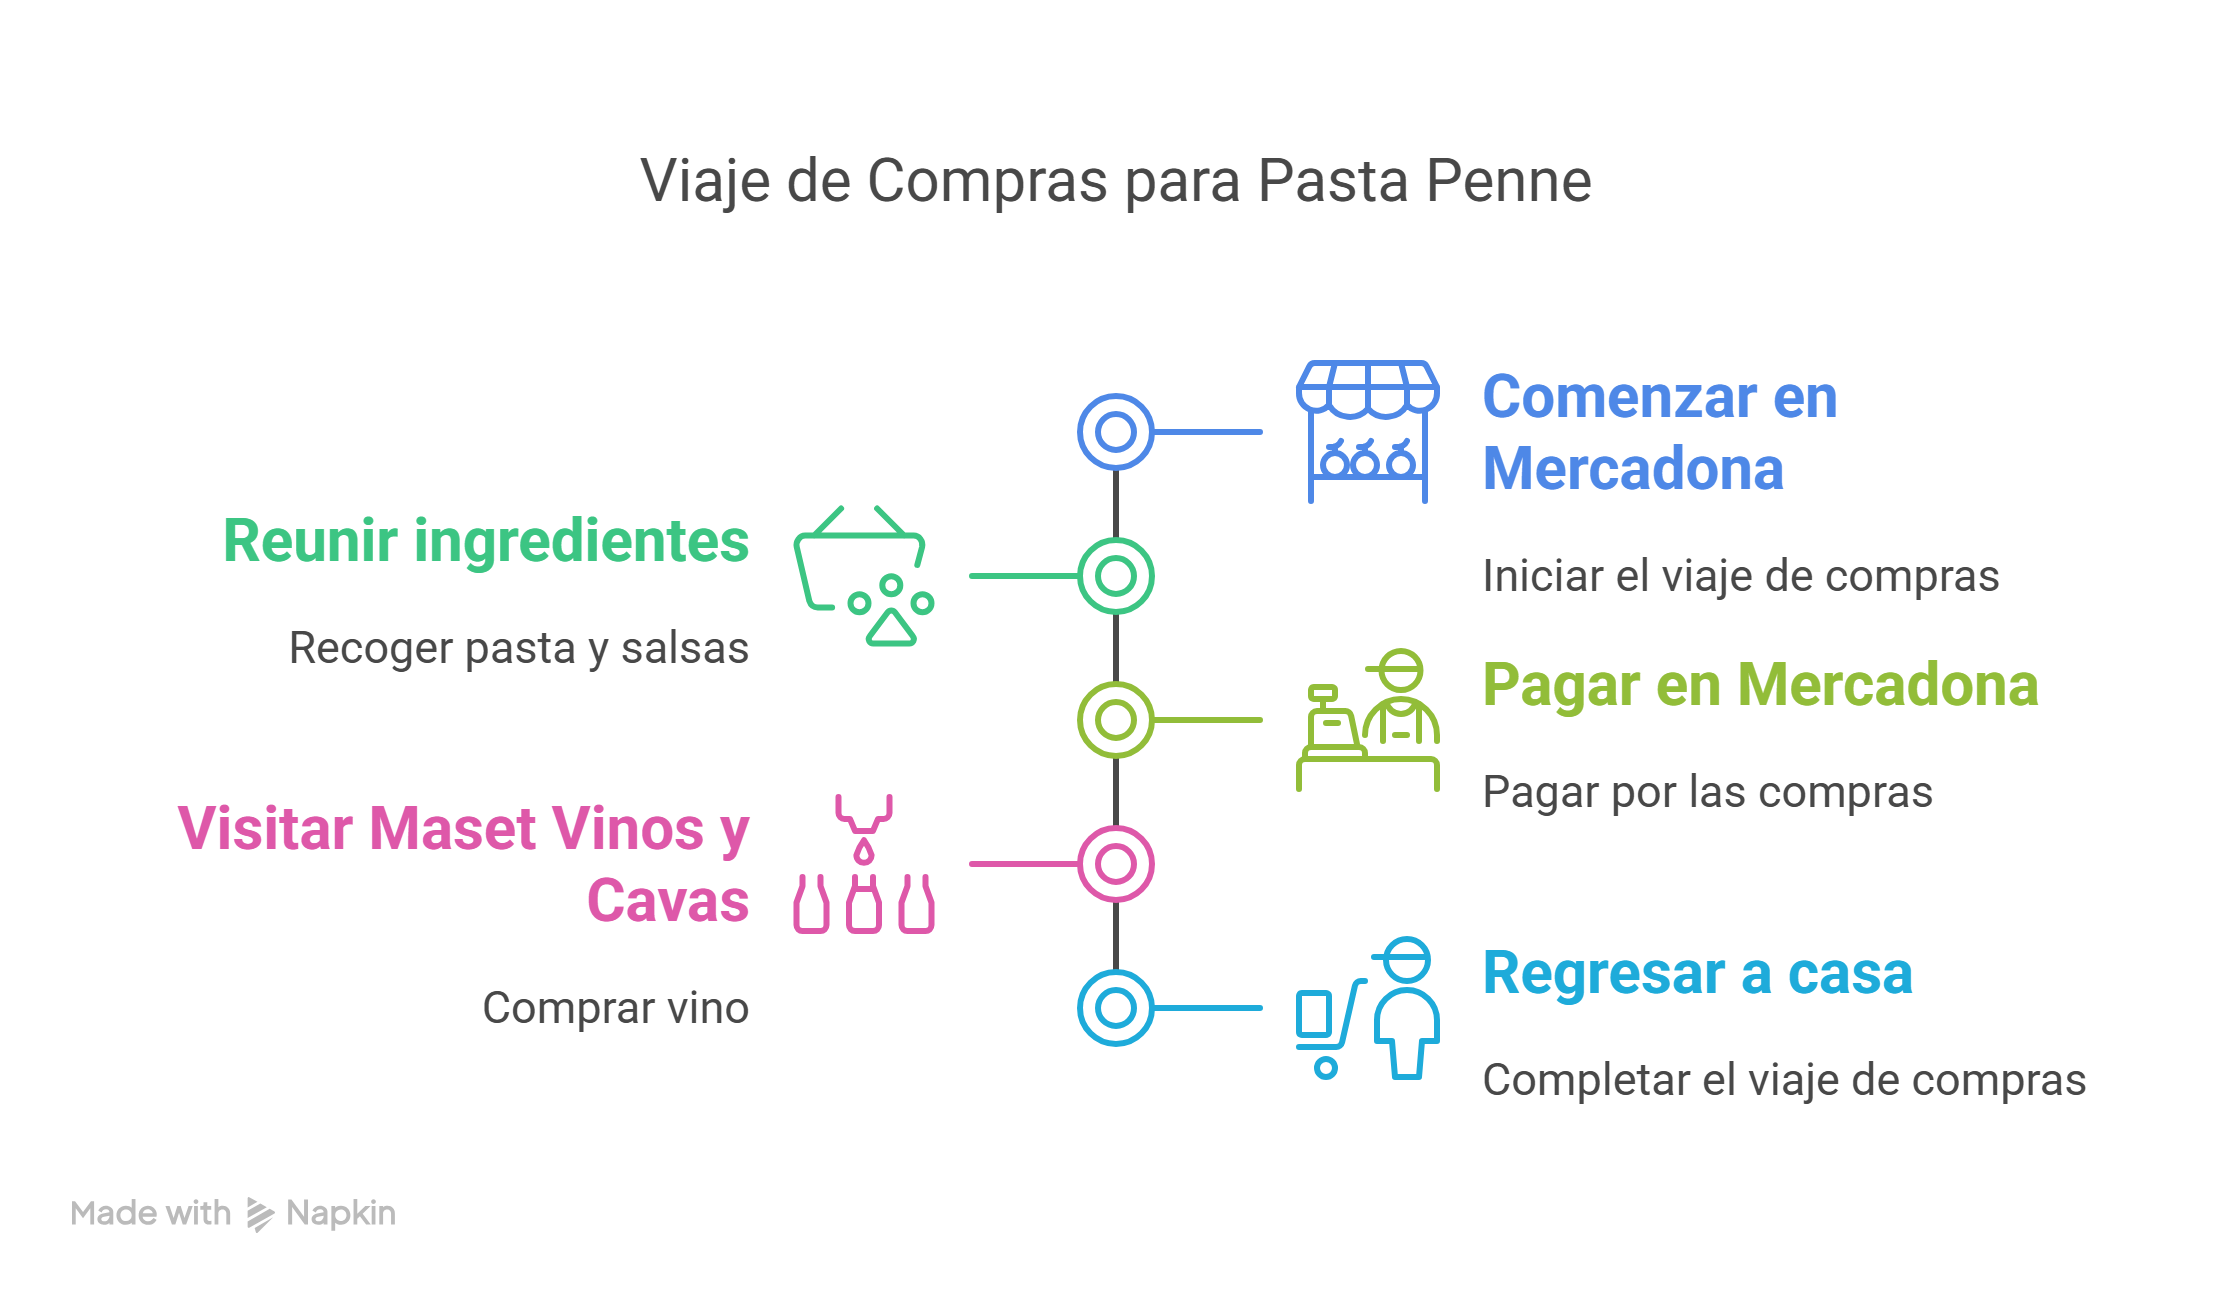 Viaje de Compras para Pasta Penne
Comenzar en
Mercadona
Iniciar el viaje de compras
Reunir ingredientes
Recoger pasta y salsas
Pagar en Mercadona
Pagar por las compras
Visitar Maset Vinos y
Cavas
Comprar vino
Regresar a casa
Completar el viaje de compras
Made with Napkin